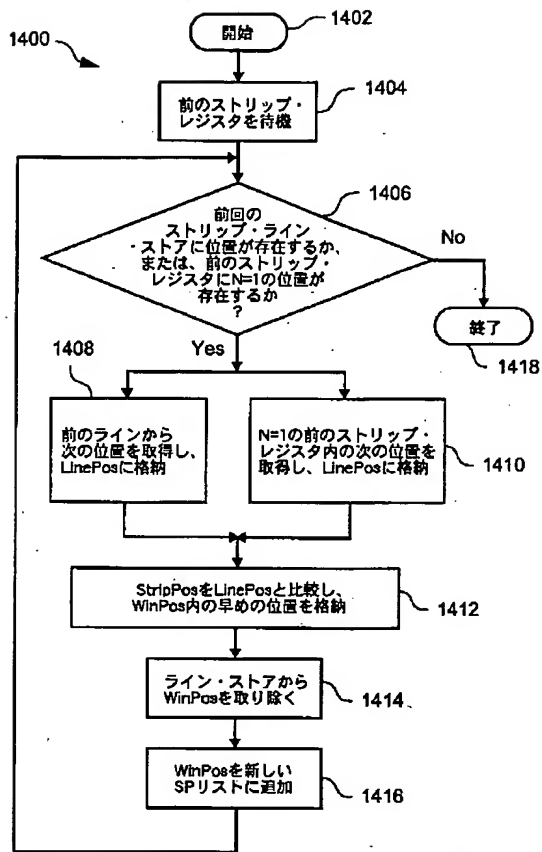 1400
開始
1402
前のストリップ・
レジスタを待機
1404
前回の
ストリップ・ライン
・ストアに位置が存在するか、
または、前のストリップ・
レジスタにN=1の位置が
存在するか
?
1406
No
終了
1418
Yes
1408
前のラインから
次の位置を取得し、
LinePosに格納
N=1の前のストリップ・
レジスタ内の次の位置を
取得し、LinePosに格納
1410
StripPosをLinePosと比較し、
WinPos内の早めの位置を格納
1412
ライン・ストアから
WinPosを取り除く
1414
WinPosを新しい
SPリストに追加
1416